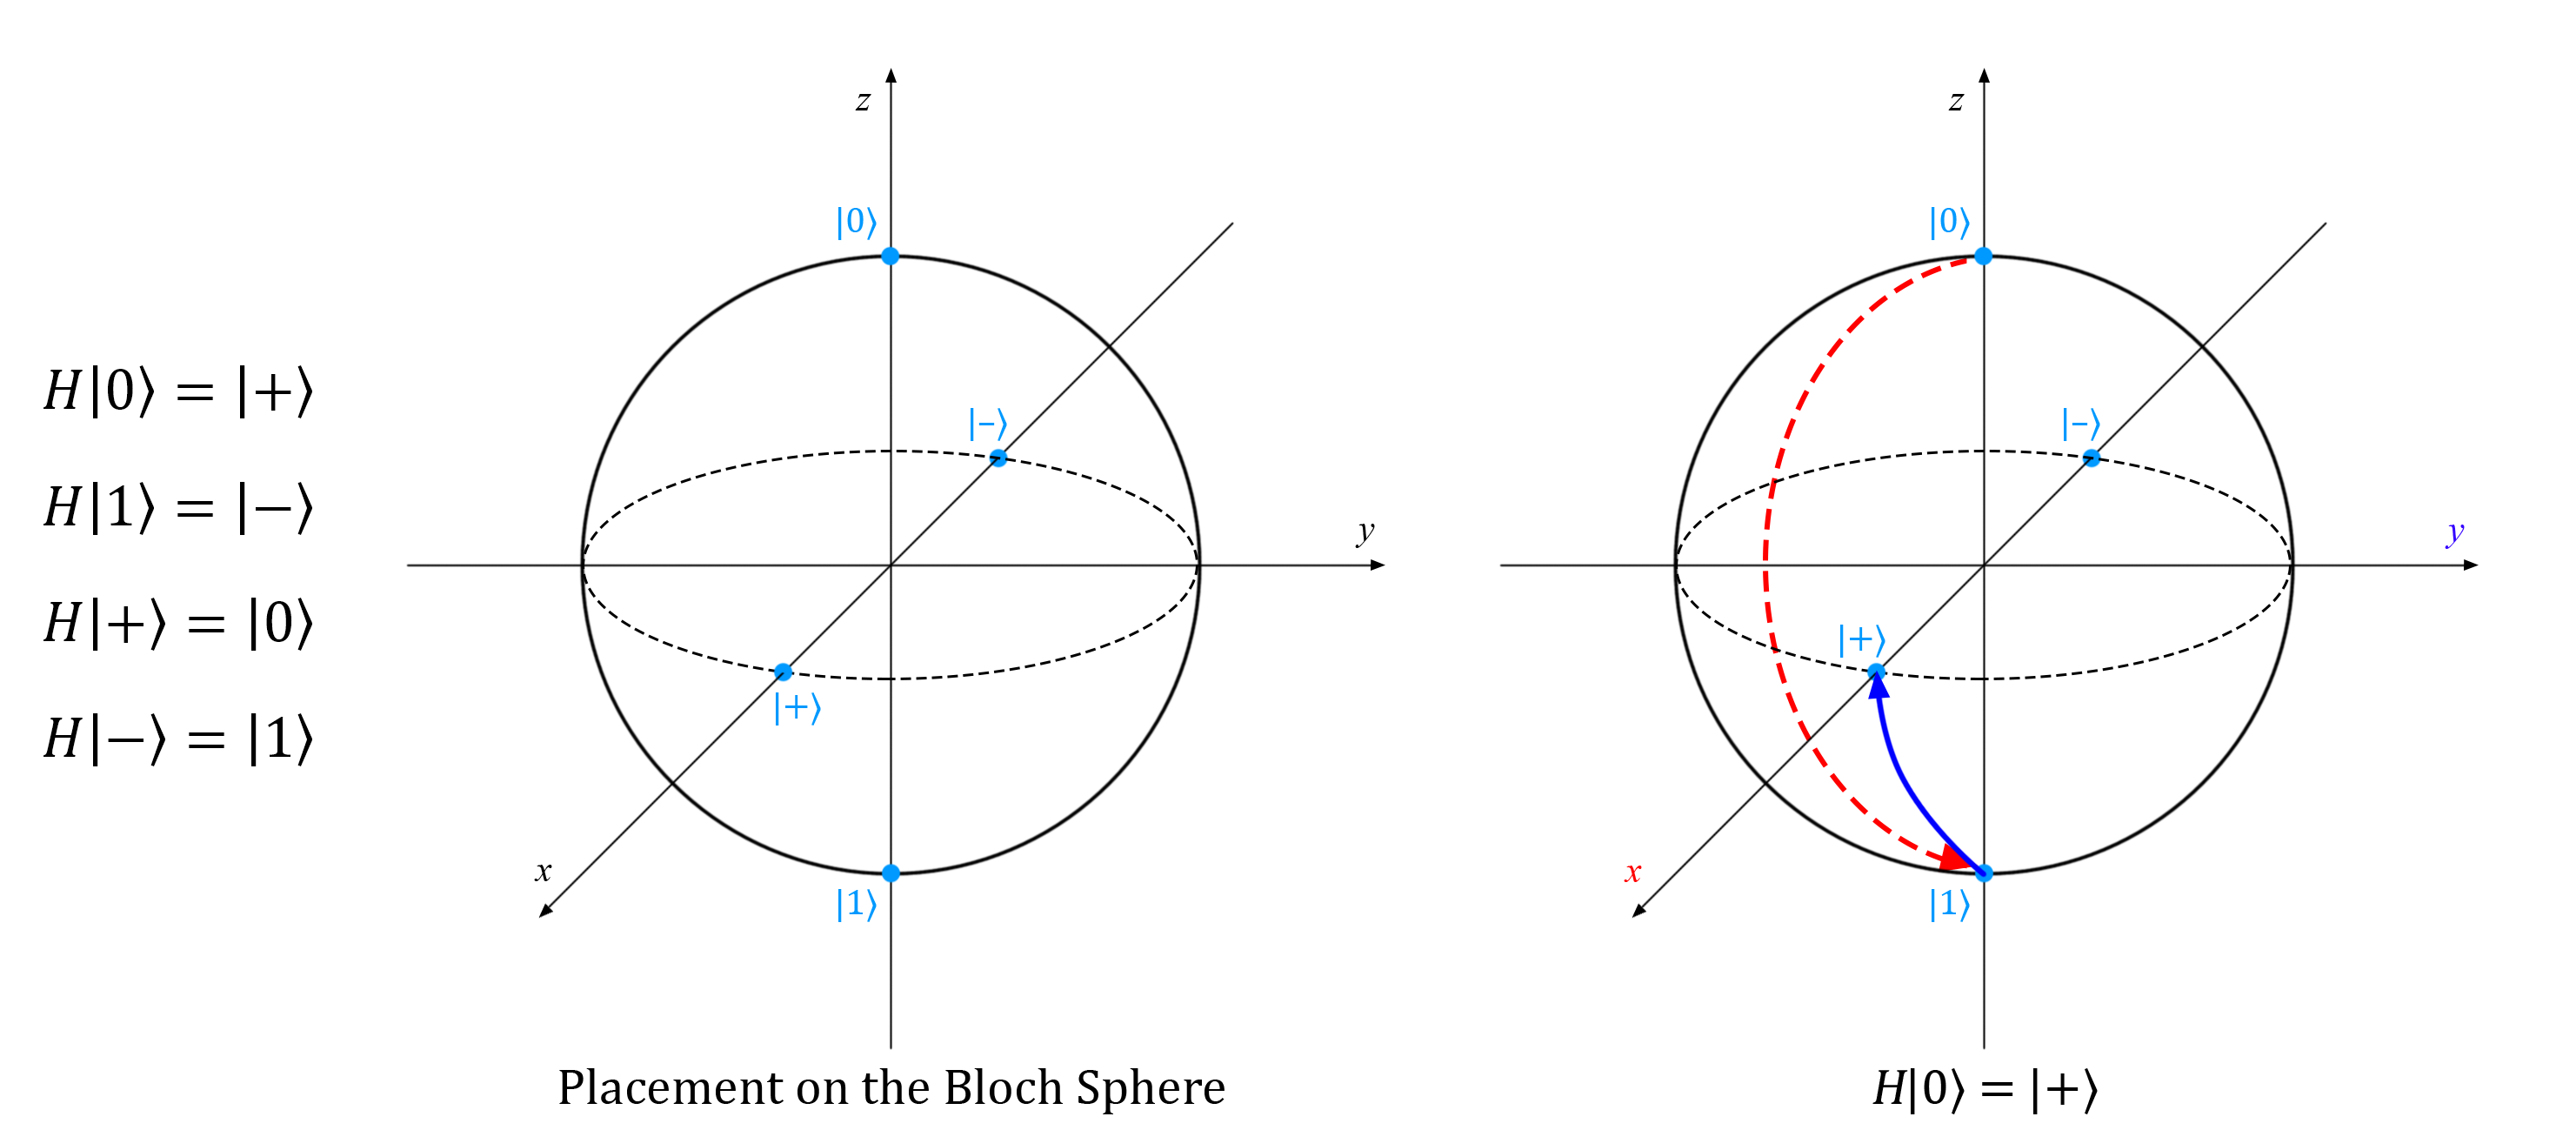 H|0⟩ = |+⟩
H|1⟩ = |−⟩
H|+⟩ = |0⟩
H|−⟩ = |1⟩
z
|0⟩
|−⟩
y
|+⟩
x
|1⟩
Placement on the Bloch Sphere
z
|0⟩
|−⟩
y
|+⟩
x
|1⟩
H|0⟩ = |+⟩